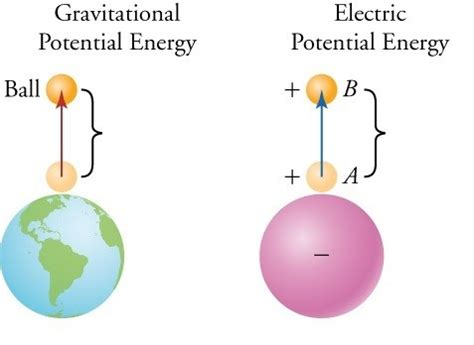 Gravitational
Potential Energy
Electric
Potential Energy
Ball
+ B
+ A
−